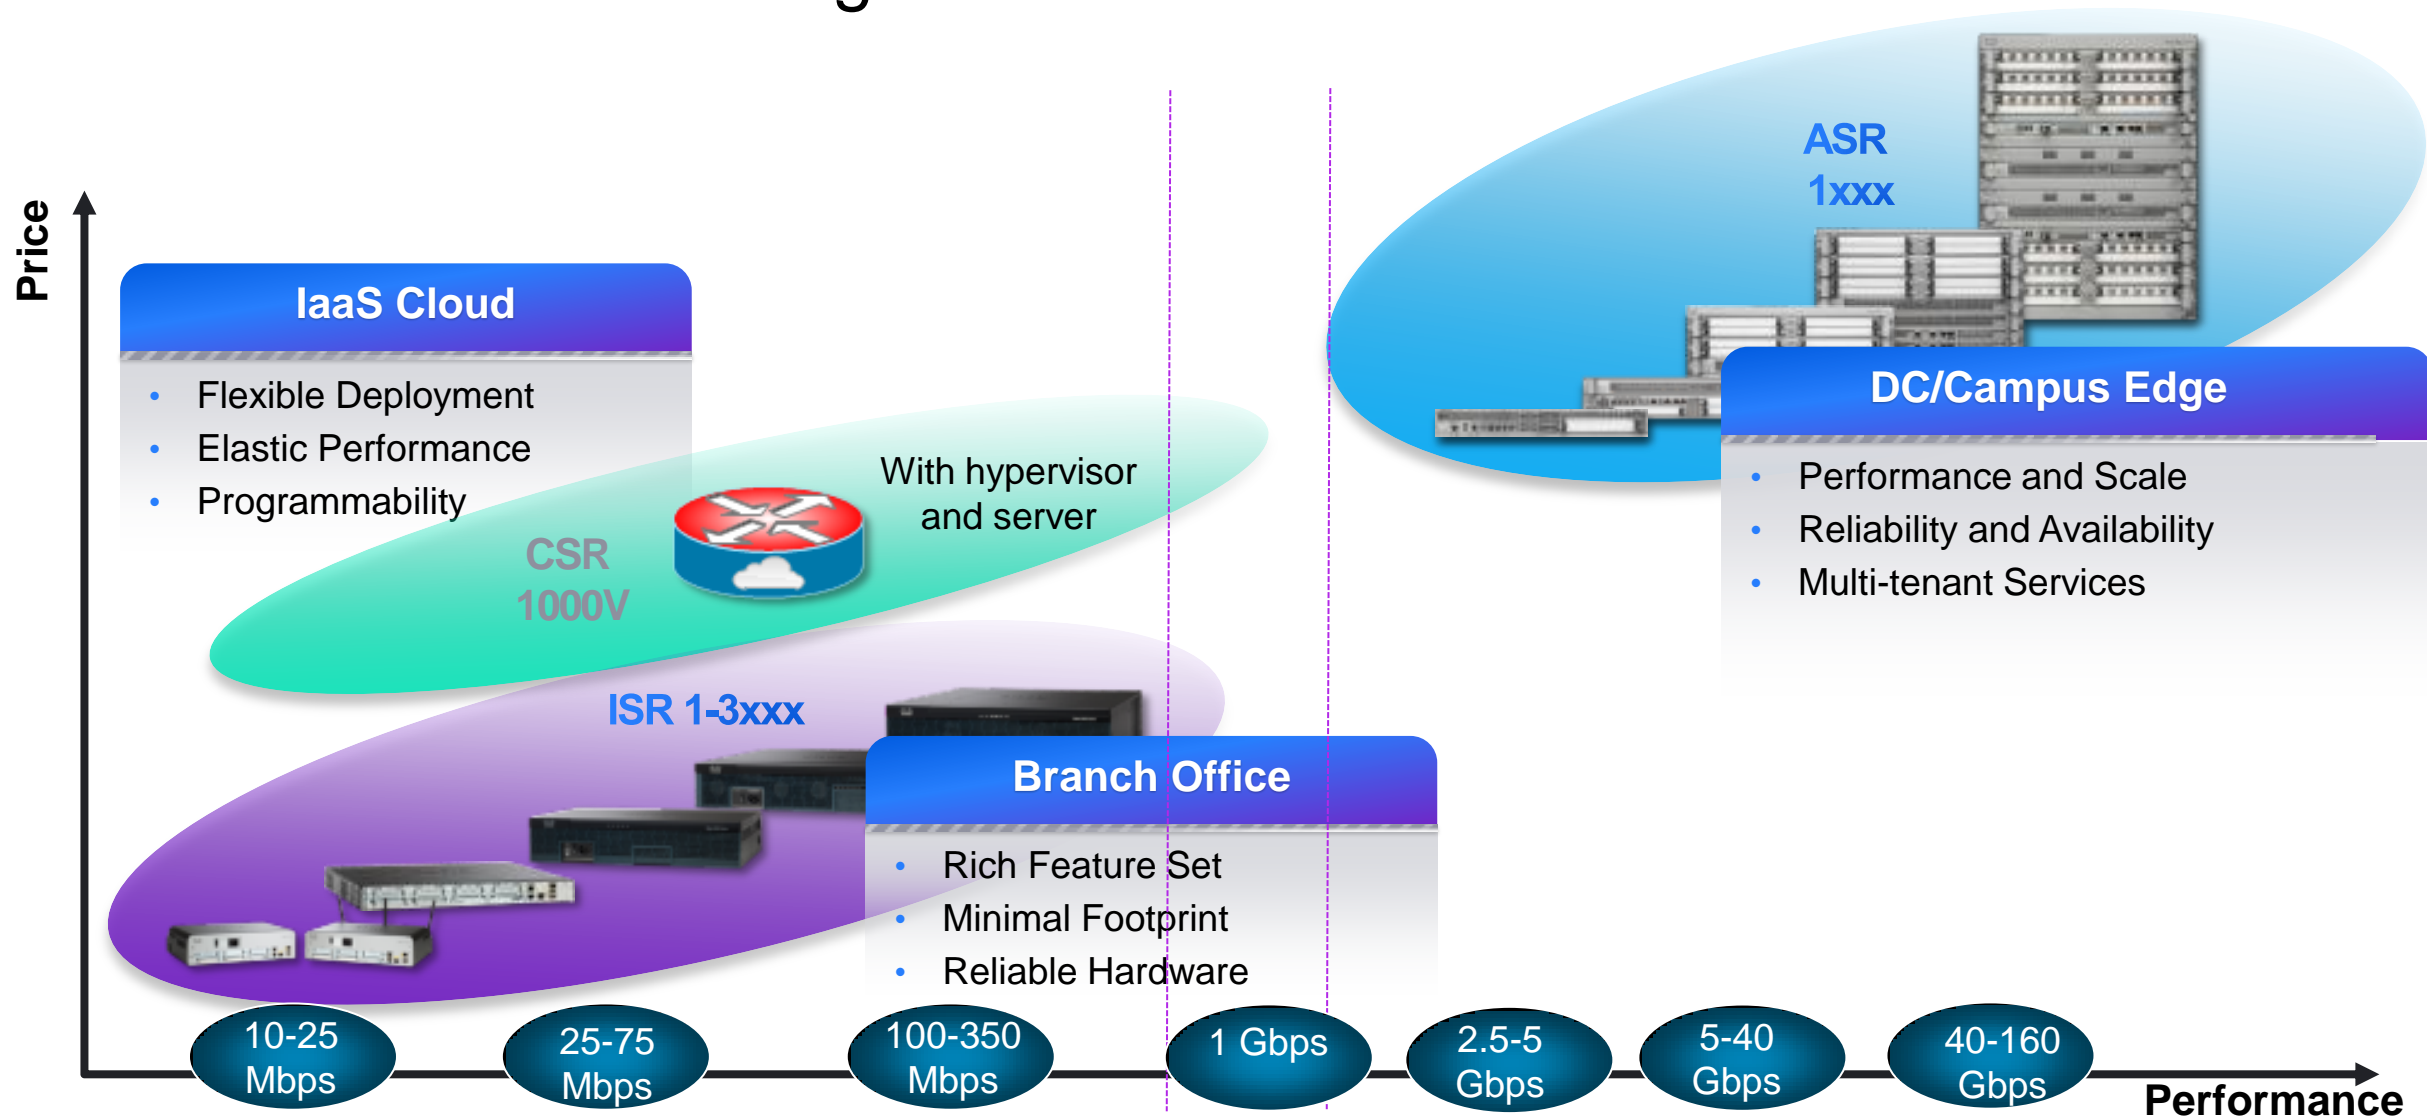 Price
IaaS Cloud
• Flexible Deployment
• Elastic Performance
• Programmability
CSR
1000V
With hypervisor
and server
ISR 1-3xxx
Branch Office
• Rich Feature Set
• Minimal Footprint
• Reliable Hardware
ASR
1xxx
DC/Campus Edge
• Performance and Scale
• Reliability and Availability
• Multi-tenant Services
10-25
Mbps
25-75
Mbps
100-350
Mbps
1 Gbps
2.5-5
Gbps
5-40
Gbps
40-160
Gbps
Performance